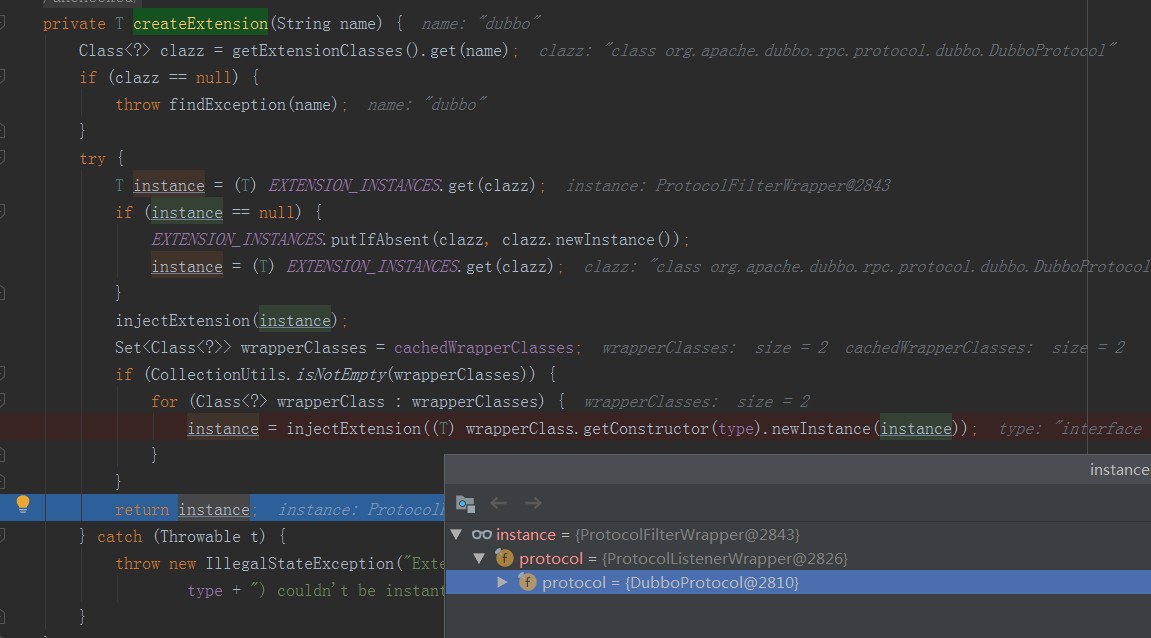 private T createExtension(String name) {  name: "dubbo"
Class<?> clazz = getExtensionClasses().get(name);  clazz: "class org.apache.dubbo.rpc.protocol.dubbo.DubboProtocol"
if (clazz == null) {
throw findException(name);  name: "dubbo"
}
try {
T instance = (T) EXTENSION_INSTANCES.get(clazz);  instance: ProtocolFilterWrapper@2843
if (instance == null) {
EXTENSION_INSTANCES.putIfAbsent(clazz, clazz.newInstance());
instance = (T) EXTENSION_INSTANCES.get(clazz);  clazz: "class org.apache.dubbo.rpc.protocol.dubbo.DubboProtocol
}
injectExtension(instance);
Set<Class<?>> wrapperClasses = cachedWrapperClasses;  wrapperClasses:  size = 2  cachedWrapperClasses:  size = 2
if (CollectionUtils.isNotEmpty(wrapperClasses)) {
for (Class<?> wrapperClass : wrapperClasses) {  wrapperClasses:  size = 2
instance = injectExtension((T) wrapperClass.getConstructor(type).newInstance(instance));  type: "interface
}
}
return instance;  instance: Protocol
} catch (Throwable t) {
throw new IllegalStateException("Exte
type + ") couldn't be instant
}
instance
instance = {ProtocolFilterWrapper@2843}
protocol = {ProtocolListenerWrapper@2826}
protocol = {DubboProtocol@2810}